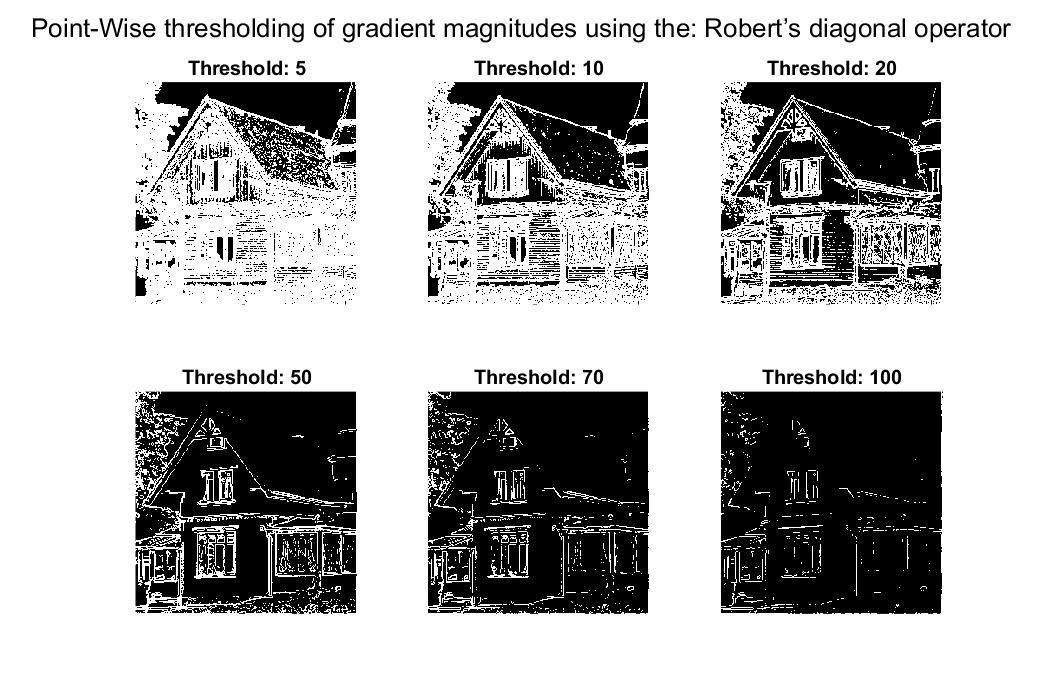 Point-Wise thresholding of gradient magnitudes using the: Robert’s diagonal operator
Threshold: 5
Threshold: 10
Threshold: 20
Threshold: 50
Threshold: 70
Threshold: 100